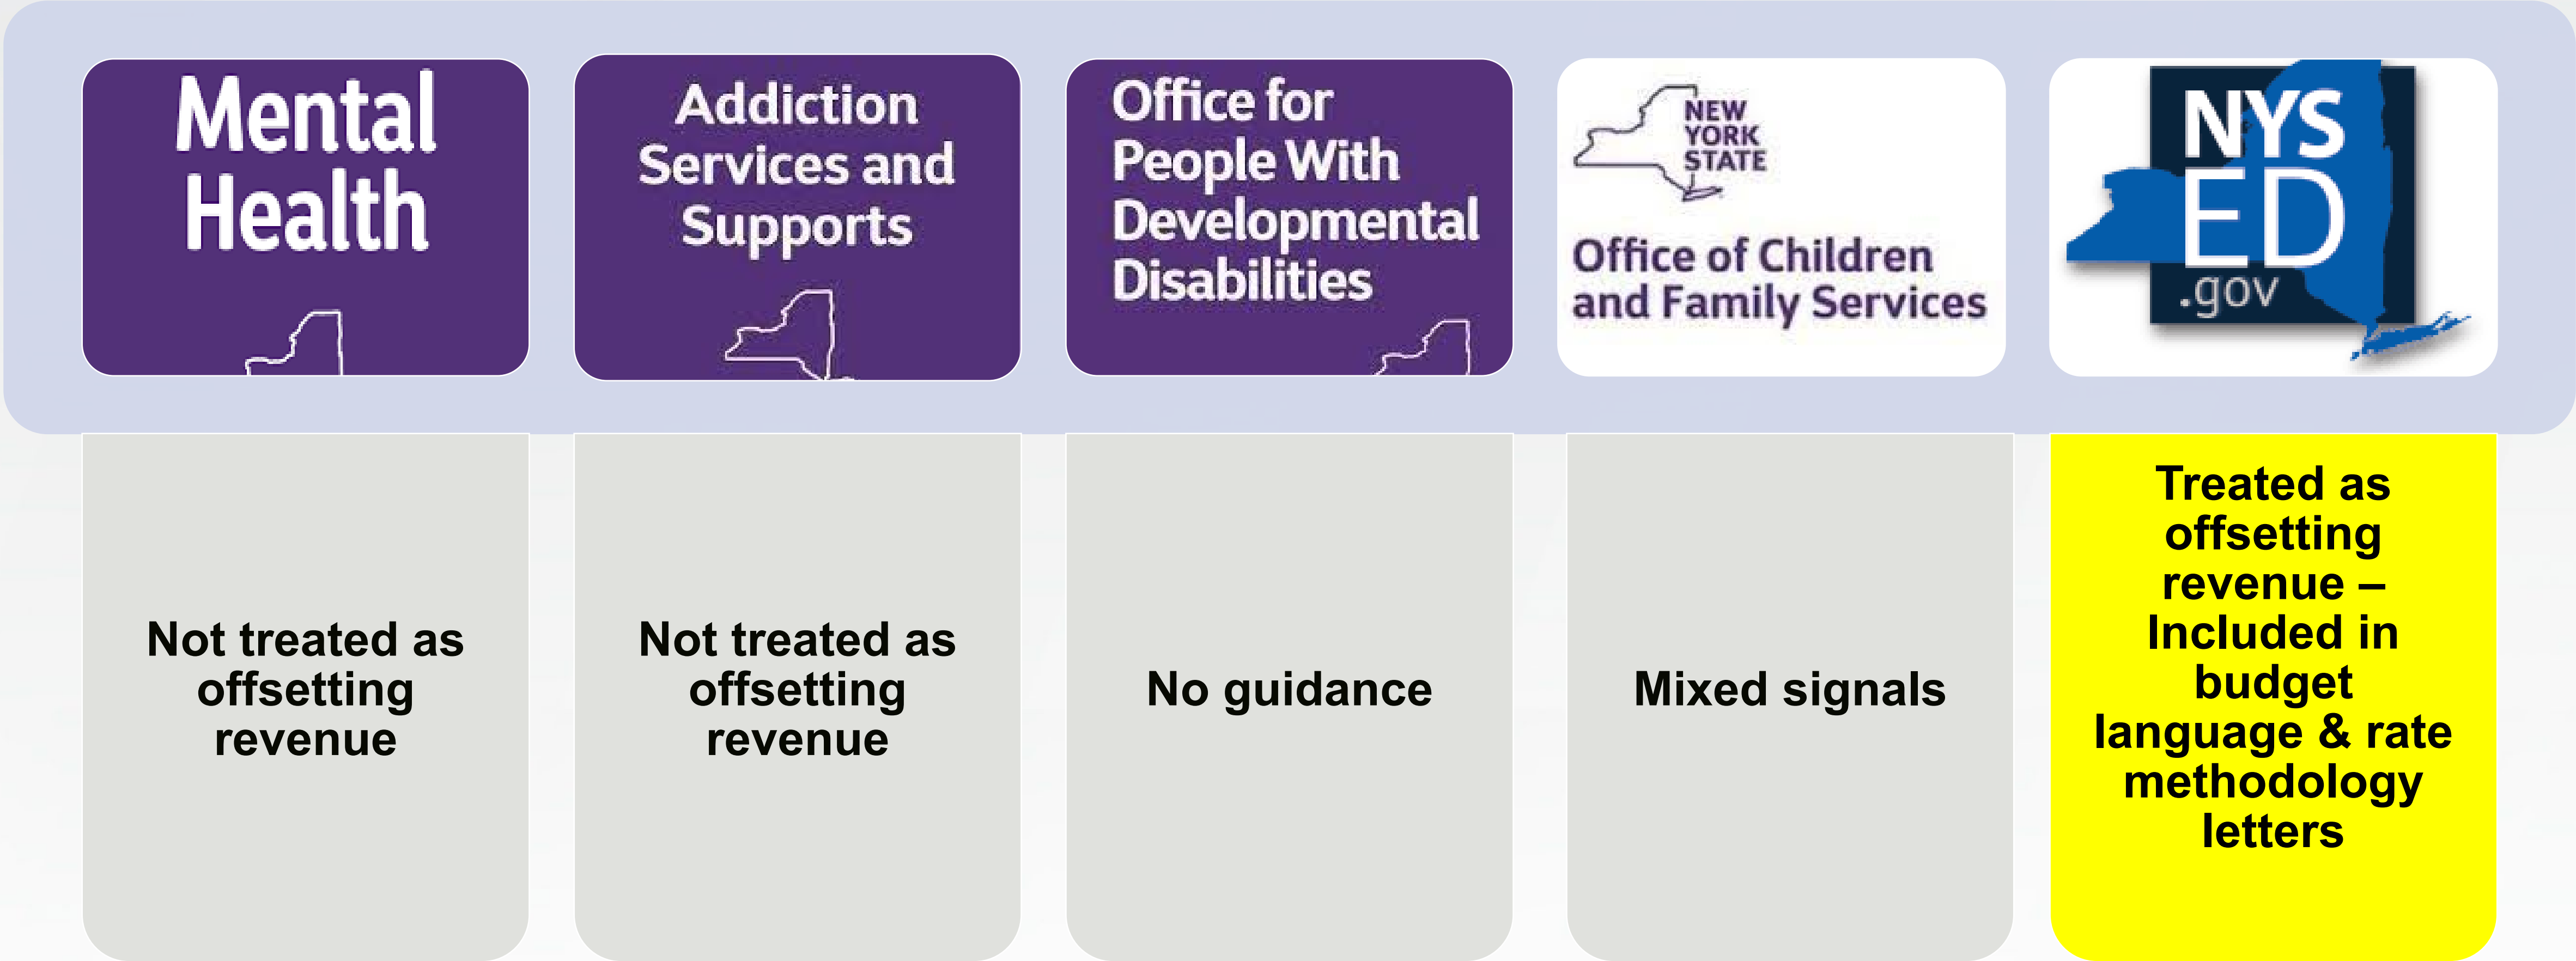 Mental
Health
Addiction
Services and
Supports
Office for
People With
Developmental
Disabilities
NEW
YORK
STATE
Office of Children
and Family Services
NYS
ED
.gov
Not treated as
offsetting
revenue
Not treated as
offsetting
revenue
No guidance
Mixed signals
Treated as
offsetting
revenue –
Included in
budget
language & rate
methodology
letters